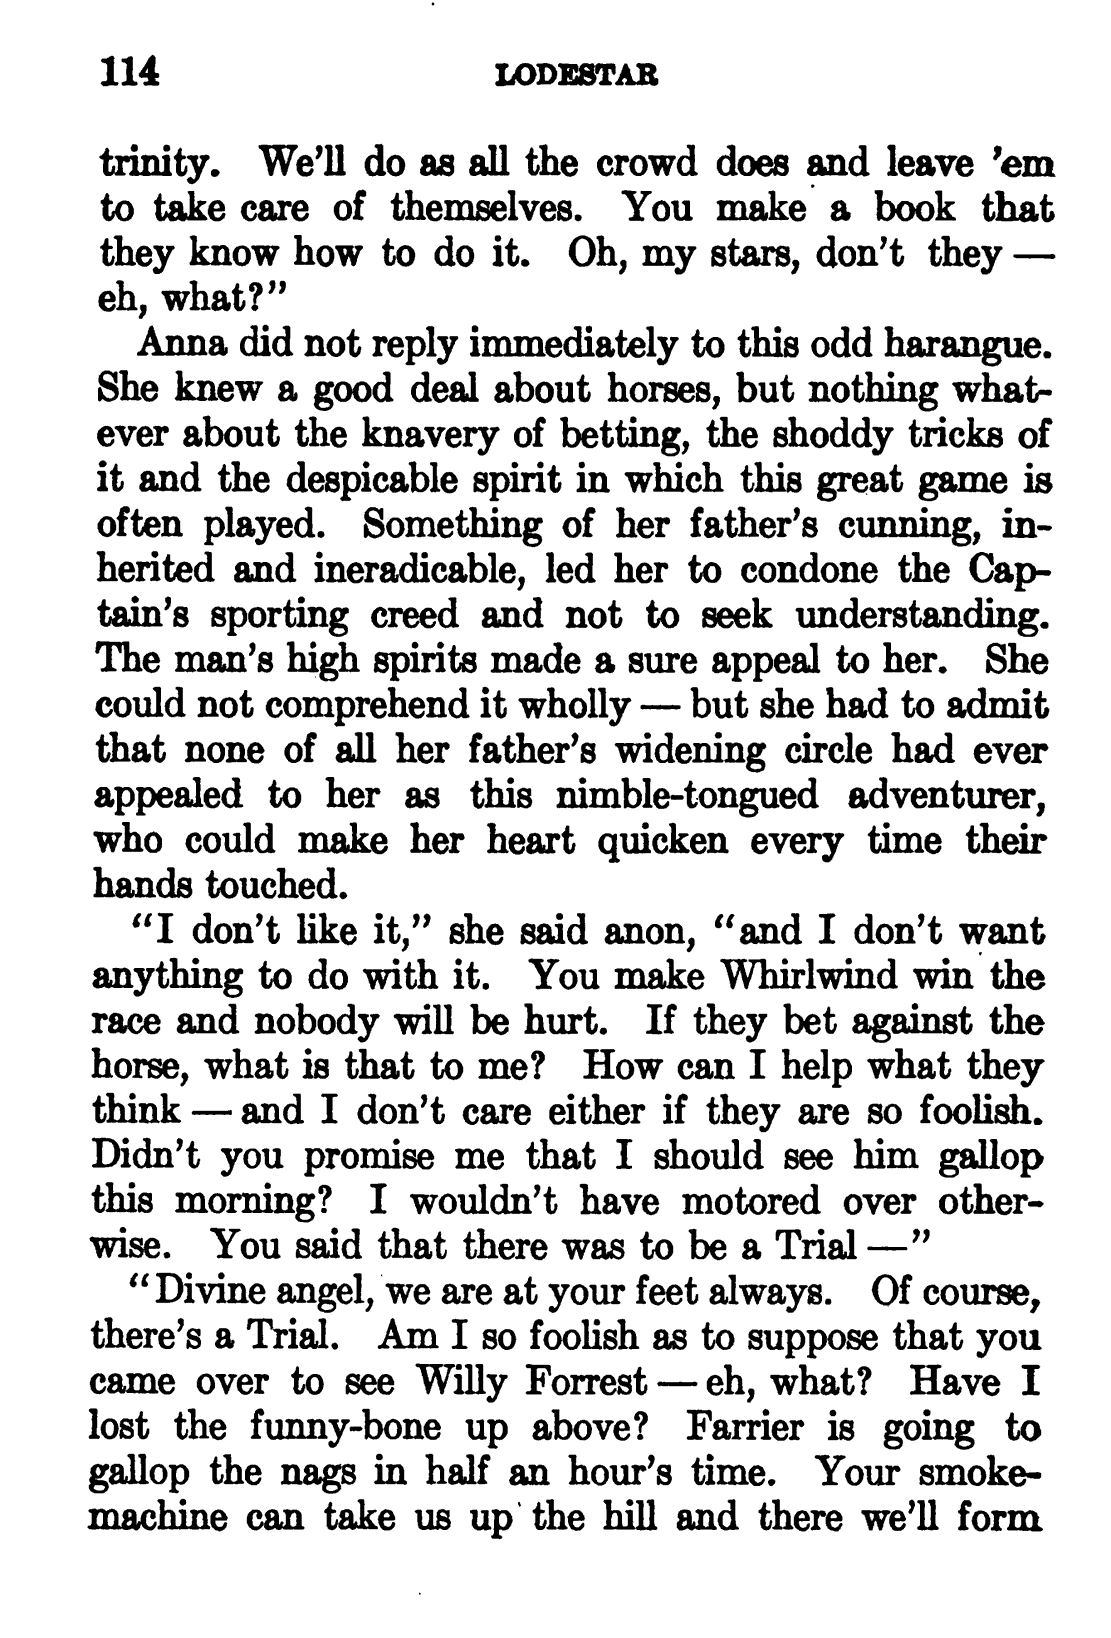 114 LODESTAR
trinity. We'll do as all the crowd does and leave 'em
to take care of themselves. You make a book that
they know how to do it. Oh, my stars, don't they —
eh, what?"
Anna did not reply immediately to this odd harangue.
She knew a good deal about horses, but nothing what-
ever about the knavery of betting, the shoddy tricks of
it and the despicable spirit in which this great game is
often played. Something of her father's cunning, in-
herited and ineradicable, led her to condone the Cap-
tain's sporting creed and not to seek understanding.
The man's high spirits made a sure appeal to her. She
could not comprehend it wholly — but she had to admit
that none of all her father's widening circle had ever
appealed to her as this nimble-tongued adventurer,
who could make her heart quicken every time their
hands touched.
"I don't like it," she said anon, "and I don't want
anything to do with it. You make Whirlwind win the
race and nobody will be hurt. If they bet against the
horse, what is that to me? How can I help what they
think — and I don't care either if they are so foolish.
Didn't you promise me that I should see him gallop
this morning? I wouldn't have motored over other-
wise. You said that there was to be a Trial —"
"Divine angel, we are at your feet always. Of course,
there's a Trial. Am I so foolish as to suppose that you
came over to see Willy Forrest — eh, what? Have I
lost the funny-bone up above? Farrier is going to
gallop the nags in half an hour's time. Your smoke-
machine can take us up the hill and there we'll form